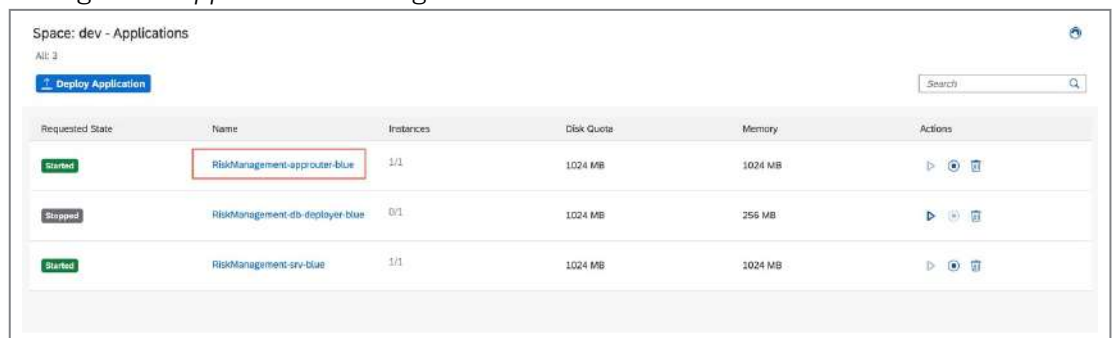 Space: dev - Applications
All: 3
Deploy Application
Search
Requested State Name Instances Disk Quota Memory Actions
Started RiskManagement-approuter-blue 1/1 1024 MB 1024 MB
Stopped RiskManagement-db-deployer-blue 0/1 1024 MB 256 MB
Started RiskManagement-srv-blue 1/1 1024 MB 1024 MB